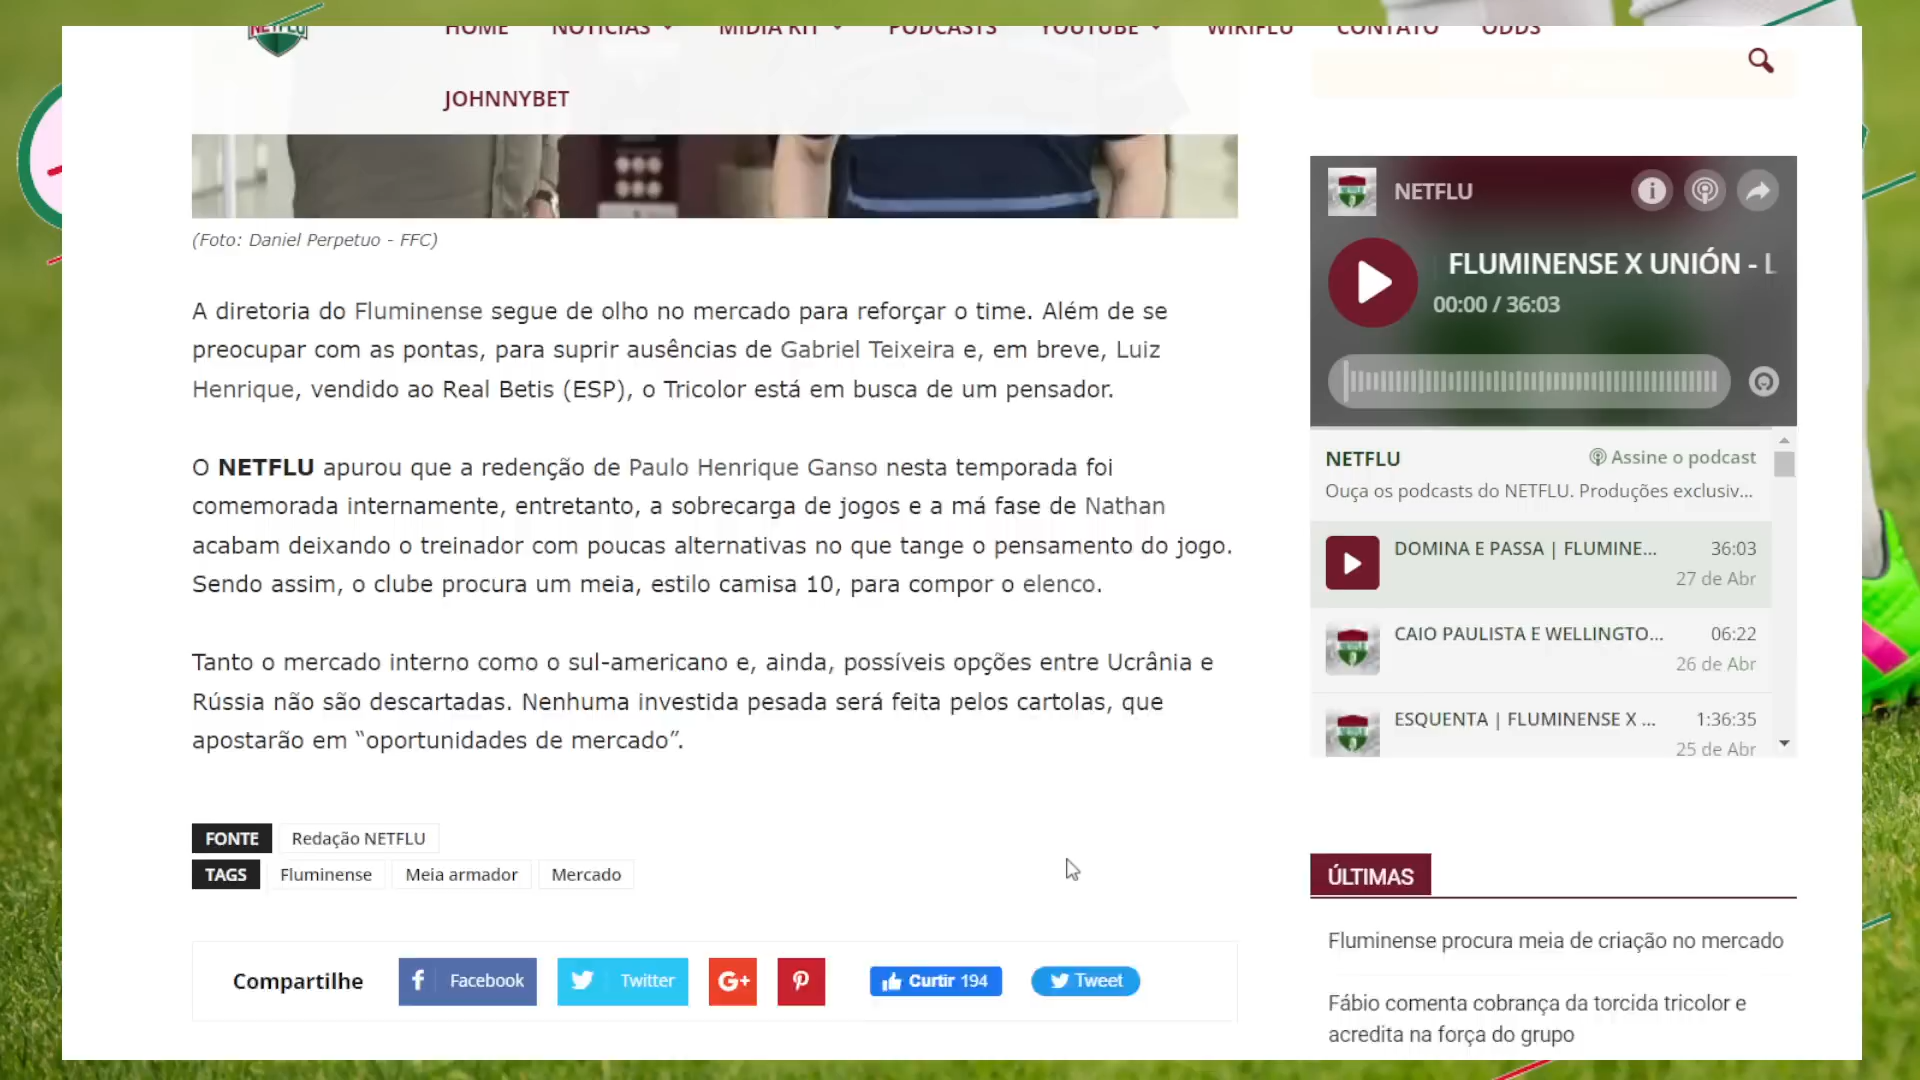 NETFLU
HOME NOTÍCIAS MÍDIA KIT PODCASTS YOUTUBE WIKIFLU CONTATO ODDS
JOHNNYBET
(Foto: Daniel Perpetuo - FFC)
A diretoria do Fluminense segue de olho no mercado para reforçar o time. Além de se
preocupar com as pontas, para suprir ausências de Gabriel Teixeira e, em breve, Luiz
Henrique, vendido ao Real Betis (ESP), o Tricolor está em busca de um pensador.
O NETFLU apurou que a redenção de Paulo Henrique Ganso nesta temporada foi
comemorada internamente, entretanto, a sobrecarga de jogos e a má fase de Nathan
acabam deixando o treinador com poucas alternativas no que tange o pensamento do jogo.
Sendo assim, o clube procura um meia, estilo camisa 10, para compor o elenco.
Tanto o mercado interno como o sul-americano e, ainda, possíveis opções entre Ucrânia e
Rússia não são descartadas. Nenhuma investida pesada será feita pelos cartolas, que
apostarão em “oportunidades de mercado”.
FONTE Redação NETFLU
TAGS Fluminense Meia armador Mercado
Compartilhe Facebook Twitter G+ Curtir 194 Tweet
NETFLU
FLUMINENSE X UNIÓN - L
00:00 / 36:03
NETFLU Assine o podcast
Ouça os podcasts do NETFLU. Produções exclusiv...
DOMINA E PASSA | FLUMINE... 36:03
27 de Abr
CAIO PAULISTA E WELLINGTO... 06:22
26 de Abr
ESQUENTA | FLUMINENSE X ... 1:36:35
25 de Abr
ÚLTIMAS
Fluminense procura meia de criação no mercado
Fábio comenta cobrança da torcida tricolor e
acredita na força do grupo